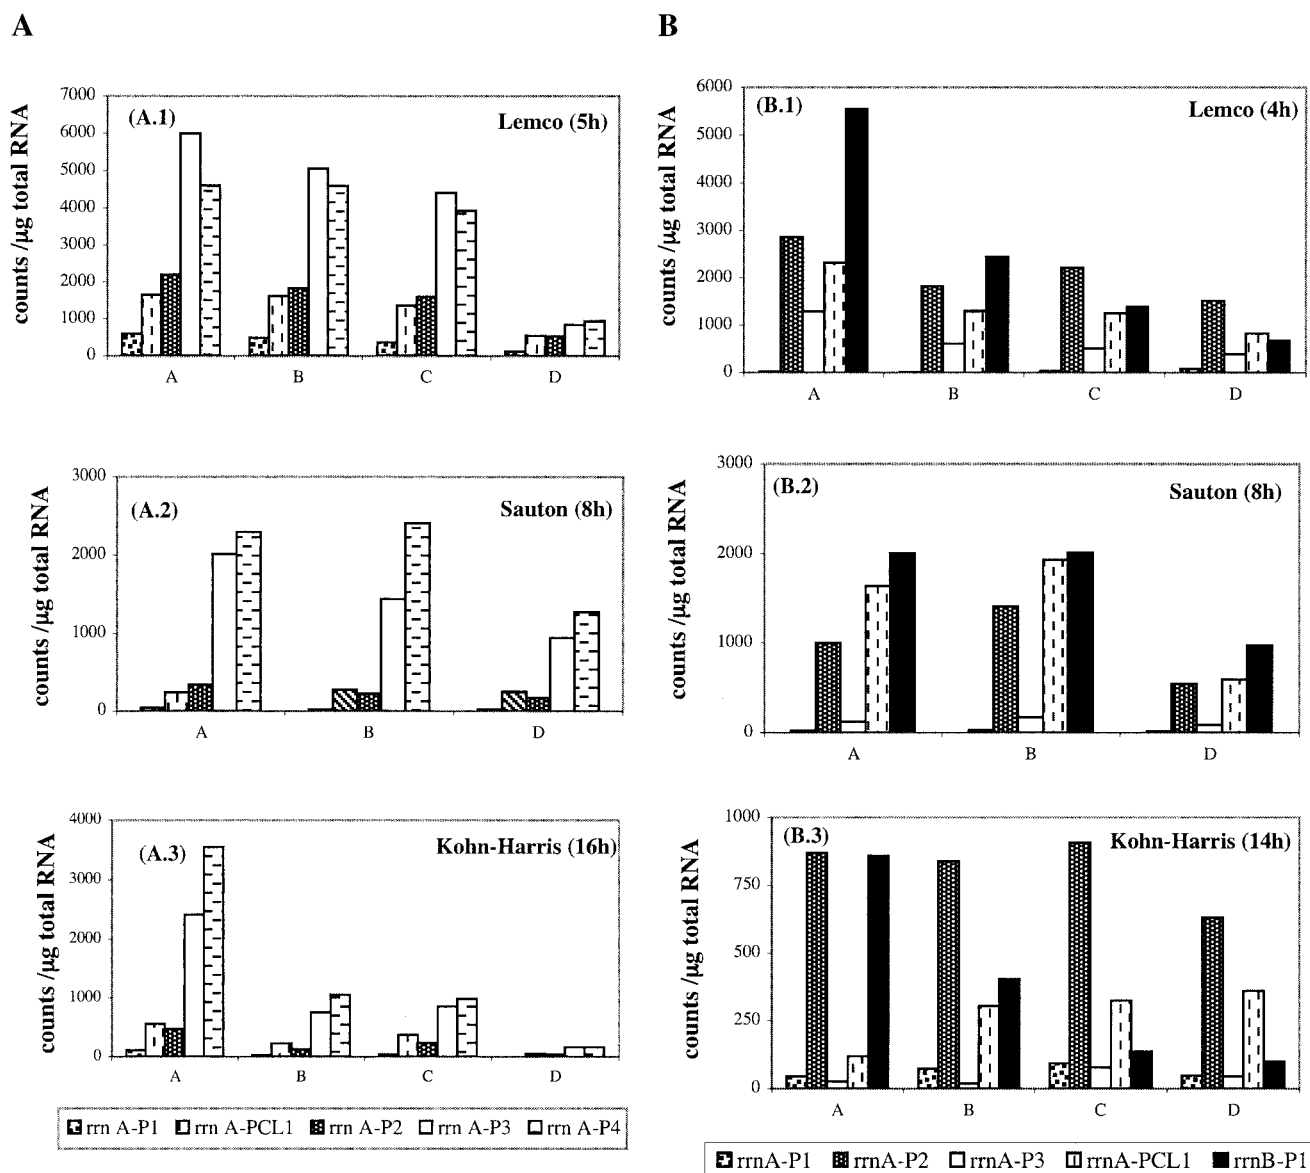 A
(A.1)
Lemco (5h)
counts /µg total RNA
7000
6000
5000
4000
3000
2000
1000
0
A B C D
(A.2)
Sauton (8h)
counts /µg total RNA
3000
2000
1000
0
A B D
(A.3)
Kohn-Harris (16h)
counts /µg total RNA
4000
3000
2000
1000
0
A B C D
rrn A-P1 rrn A-PCL1 rrn A-P2 rrn A-P3 rrn A-P4
B
(B.1)
Lemco (4h)
counts /µg total RNA
6000
5000
4000
3000
2000
1000
0
A B C D
(B.2)
Sauton (8h)
counts /µg total RNA
3000
2000
1000
0
A B D
(B.3)
Kohn-Harris (14h)
counts /µg total RNA
1000
750
500
250
0
A B C D
rrnA-P1 rrnA-P2 rrnA-P3 rrnA-PCL1 rrnB-P1